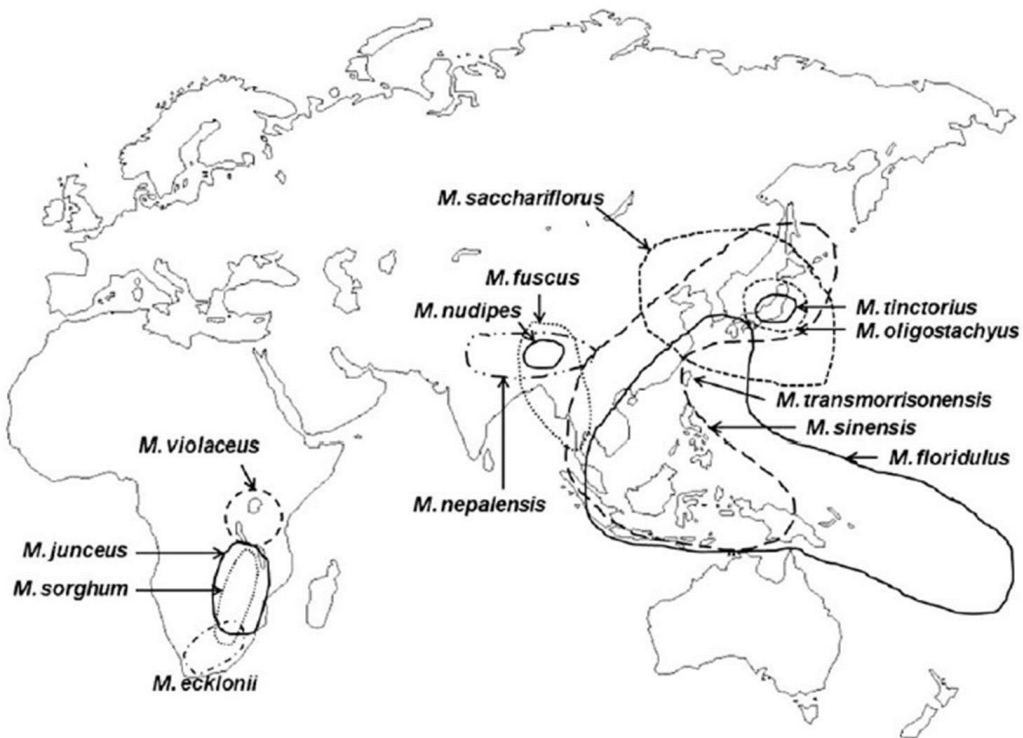 M. sacchariflorus
M. fuscus
M. nudipes
M. tinctorius
M. oligostachyus
M. transmorrisonensis
M. sinensis
M. violaceus
M. floridulus
M. nepalensis
M. junceus
M. sorghum
M. ecklonii